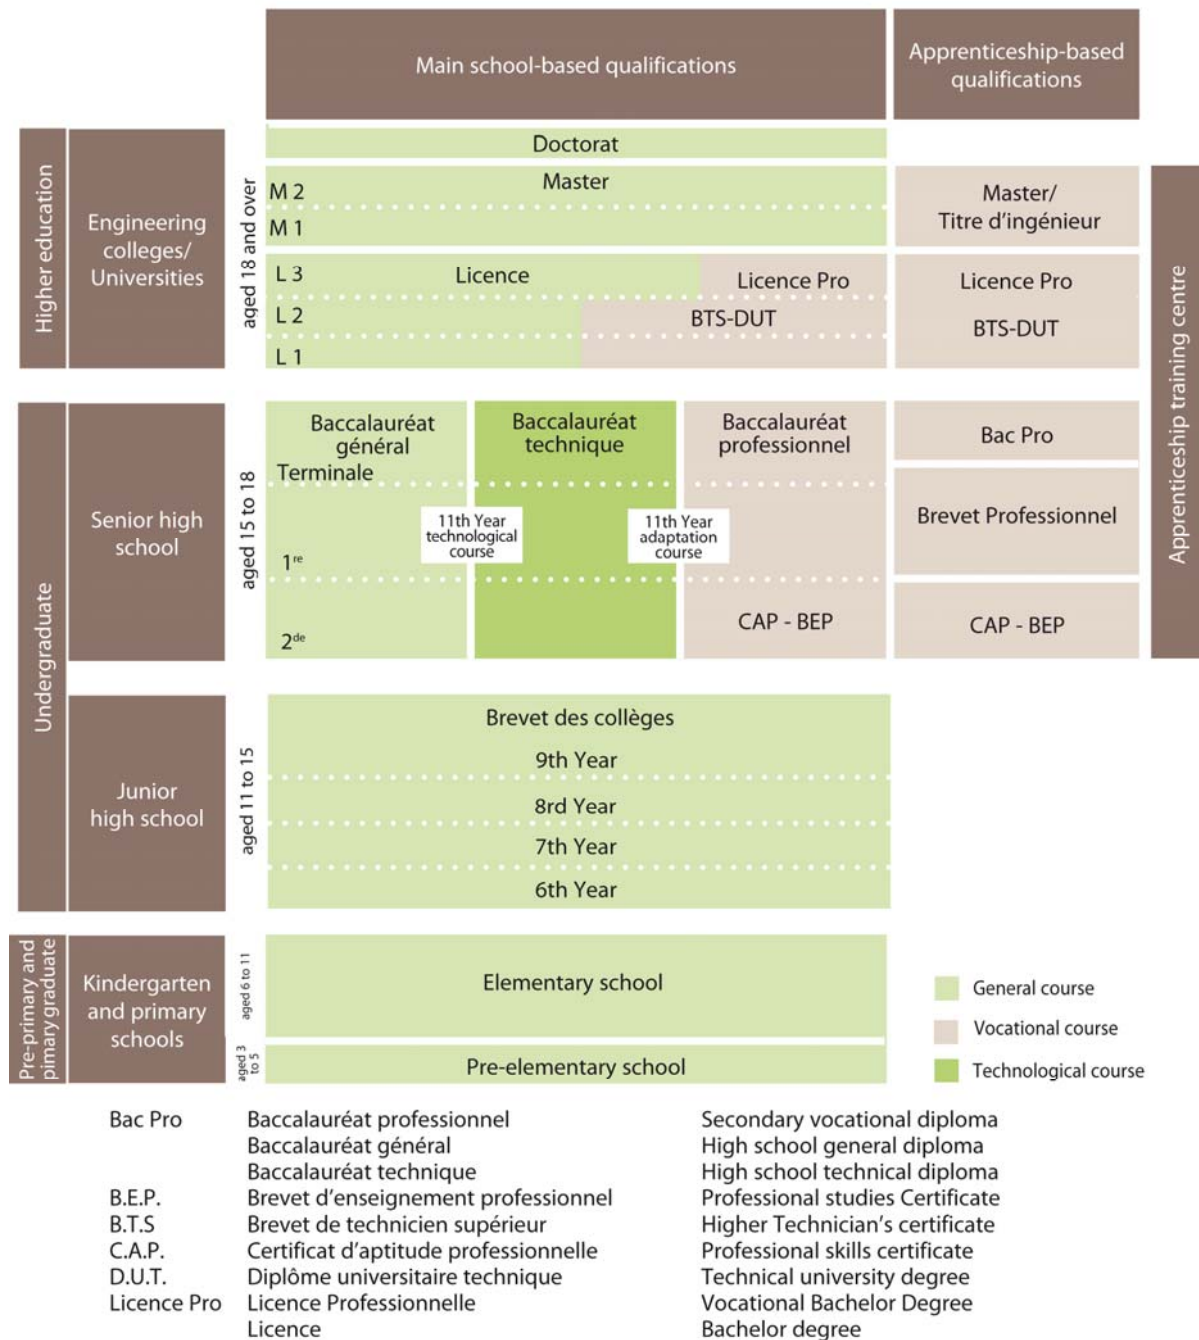 Main school-based qualifications
Apprenticeship-based
qualifications
Higher education
Engineering
colleges/
Universities
aged 18 and over
Doctorat
M 2
Master
M 1
Master/
Titre d’ingénieur
L 3
Licence
Licence Pro
Licence Pro
L 2
BTS-DUT
BTS-DUT
L 1
Apprenticeship training centre
Undergraduate
Senior high
school
aged 15 to 18
Baccalauréat
général
Terminale
Baccalauréat
technique
Baccalauréat
professionnel
Bac Pro
11th Year
technological
course
11th Year
adaptation
course
Brevet Professionnel
1re
2de
CAP - BEP
CAP - BEP
Junior
high school
aged 11 to 15
Brevet des collèges
9th Year
8rd Year
7th Year
6th Year
Pre-primary and
pimary graduate
Kindergarten
and primary
schools
aged 6 to 11
Elementary school
aged 3
to 5
Pre-elementary school
General course
Vocational course
Technological course
Bac Pro Baccalauréat professionnel Secondary vocational diploma
Baccalauréat général High school general diploma
Baccalauréat technique High school technical diploma
B.E.P. Brevet d’enseignement professionnel Professional studies Certificate
B.T.S Brevet de technicien supérieur Higher Technician’s certificate
C.A.P. Certificat d’aptitude professionnelle Professional skills certificate
D.U.T. Diplôme universitaire technique Technical university degree
Licence Pro Licence Professionnelle Vocational Bachelor Degree
Licence Bachelor degree